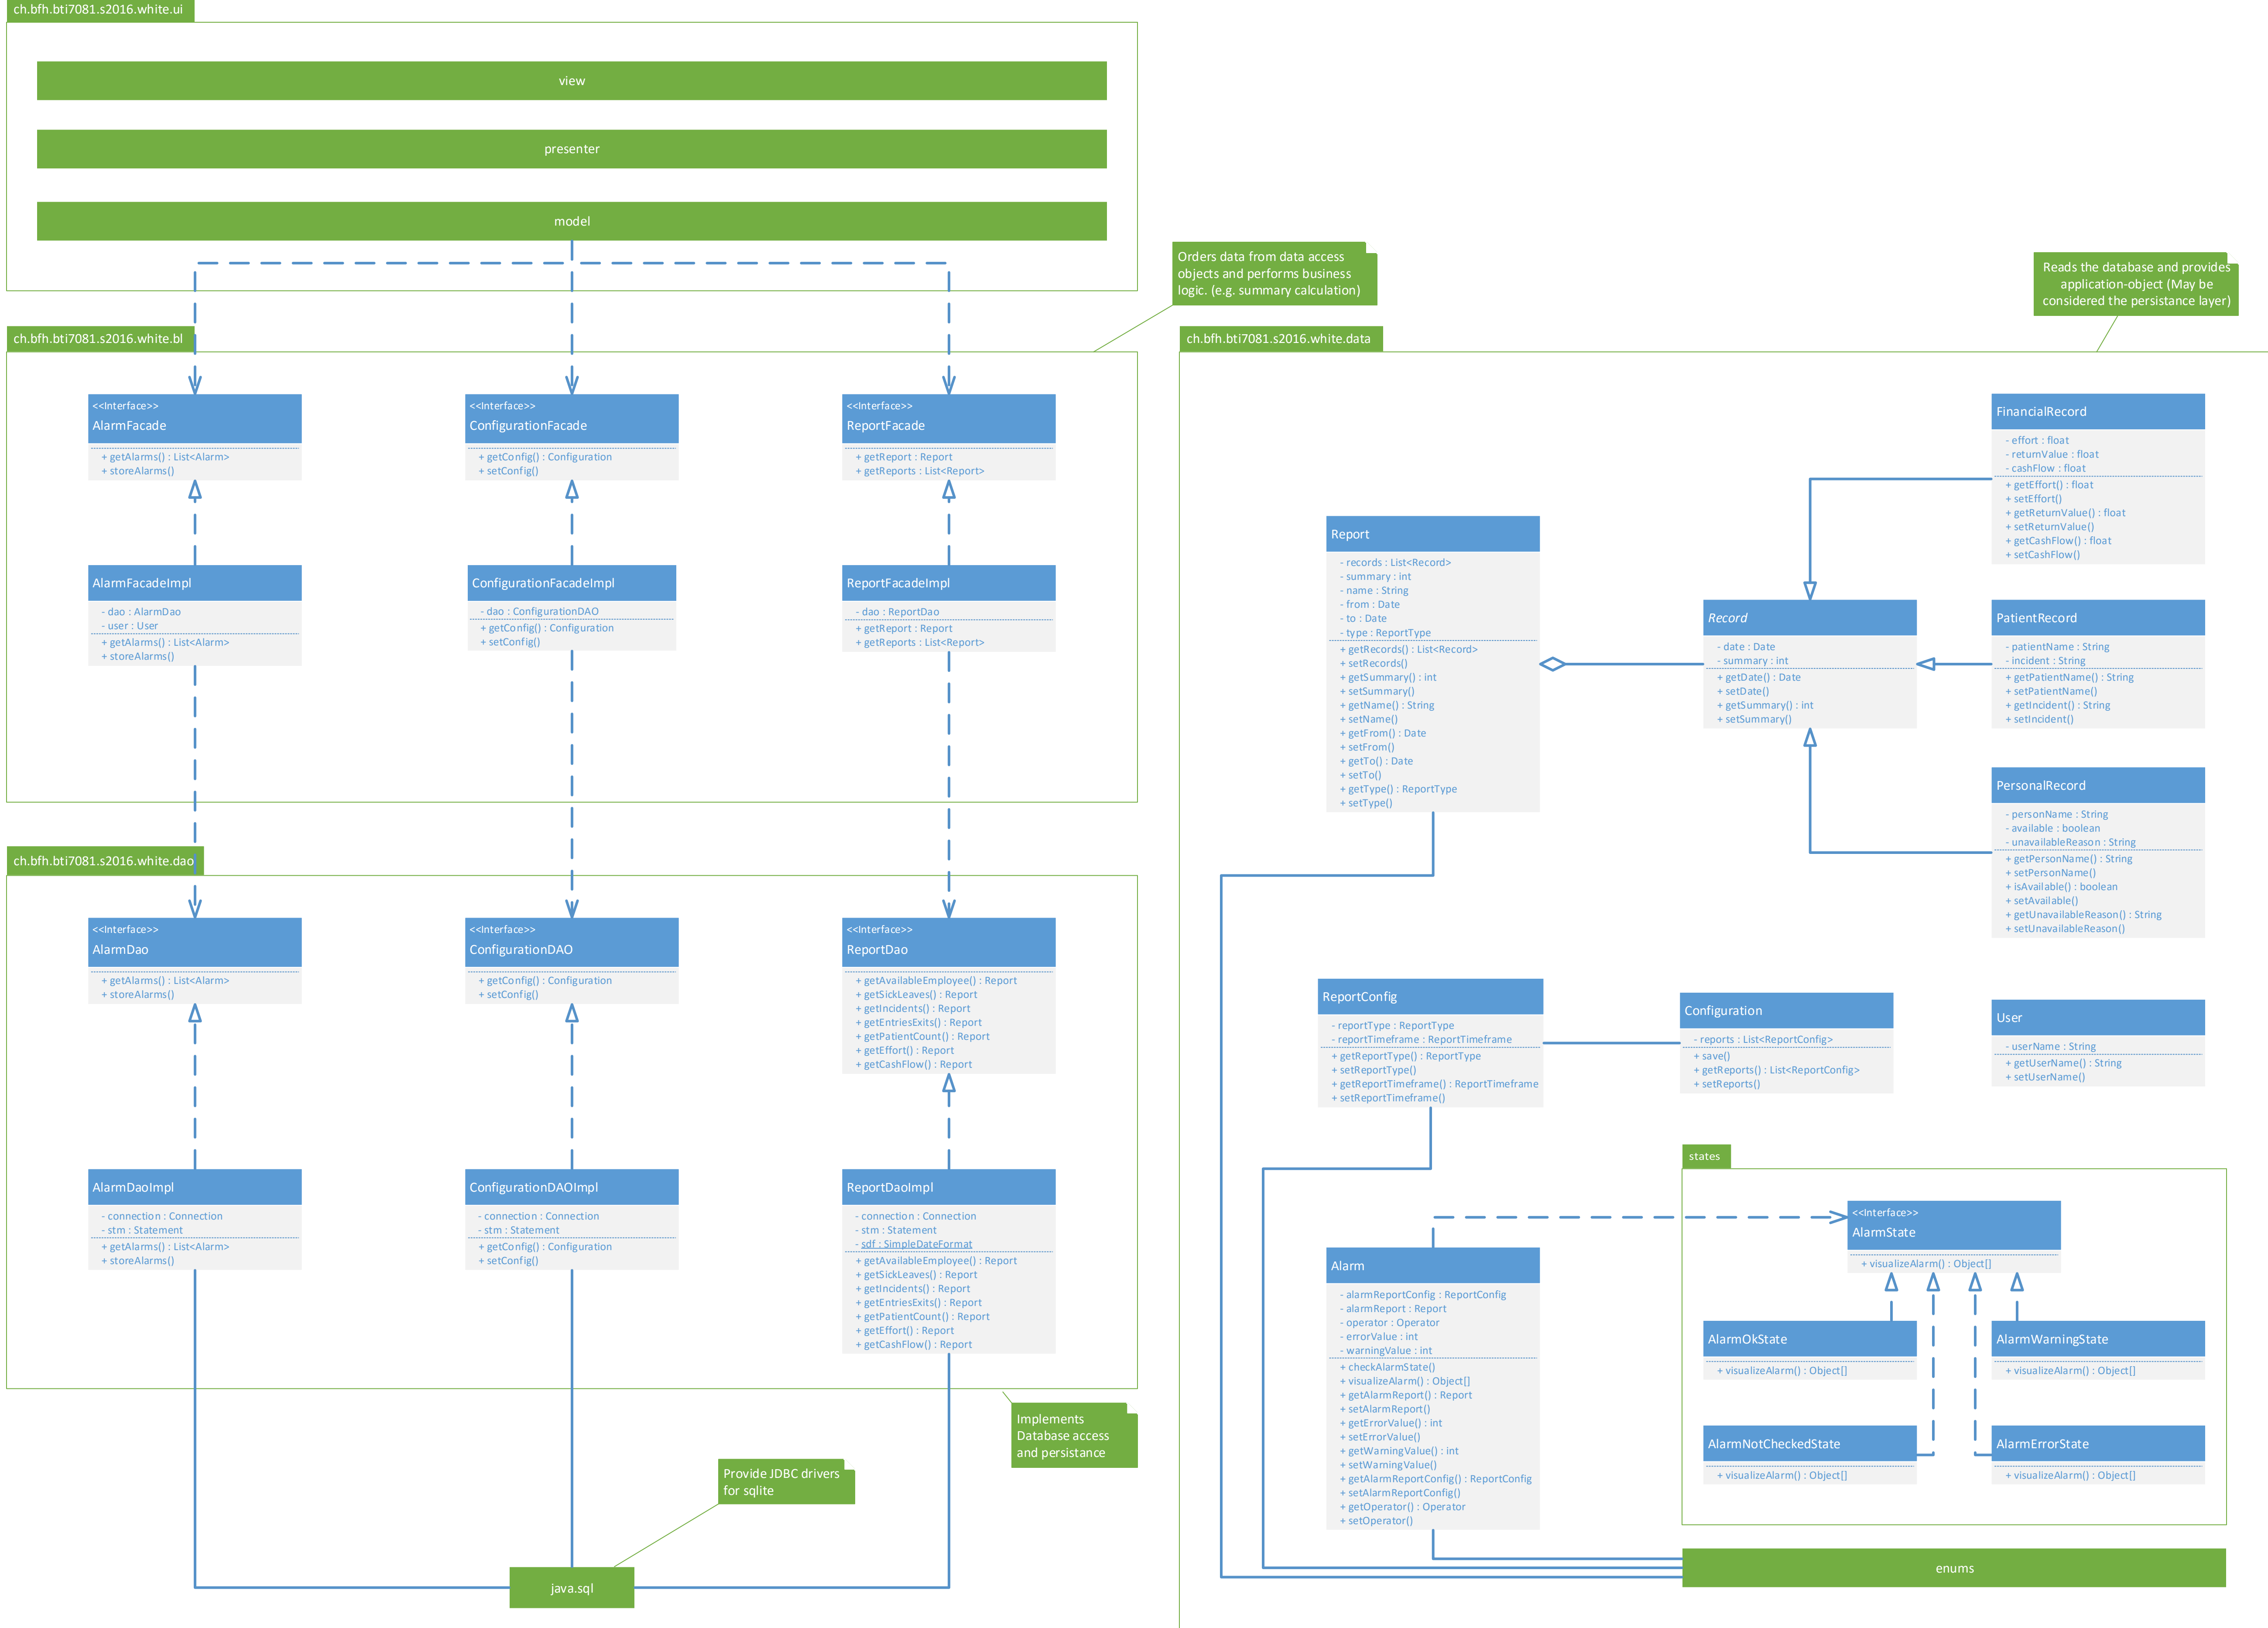 ch.bfh.bti7081.s2016.white.ui
view
presenter
model
Orders data from data access
objects and performs business
logic. (e.g. summary calculation)
ch.bfh.bti7081.s2016.white.bl
<<Interface>>
AlarmFacade
+ getAlarms() : List<Alarm>
+ storeAlarms()
<<Interface>>
ConfigurationFacade
+ getConfig() : Configuration
+ setConfig()
<<Interface>>
ReportFacade
+ getReport : Report
+ getReports : List<Report>
AlarmFacadeImpl
- dao : AlarmDao
- user : User
+ getAlarms() : List<Alarm>
+ storeAlarms()
ConfigurationFacadeImpl
- dao : ConfigurationDAO
+ getConfig() : Configuration
+ setConfig()
ReportFacadeImpl
- dao : ReportDao
+ getReport : Report
+ getReports : List<Report>
ch.bfh.bti7081.s2016.white.dao
<<Interface>>
AlarmDao
+ getAlarms() : List<Alarm>
+ storeAlarms()
<<Interface>>
ConfigurationDAO
+ getConfig() : Configuration
+ setConfig()
<<Interface>>
ReportDao
+ getAvailableEmployee() : Report
+ getSickLeaves() : Report
+ getIncidents() : Report
+ getEntriesExits() : Report
+ getPatientCount() : Report
+ getEffort() : Report
+ getCashFlow() : Report
AlarmDaoImpl
- connection : Connection
- stm : Statement
+ getAlarms() : List<Alarm>
+ storeAlarms()
ConfigurationDAOImpl
- connection : Connection
- stm : Statement
+ getConfig() : Configuration
+ setConfig()
ReportDaoImpl
- connection : Connection
- stm : Statement
- sdf : SimpleDateFormat
+ getAvailableEmployee() : Report
+ getSickLeaves() : Report
+ getIncidents() : Report
+ getEntriesExits() : Report
+ getPatientCount() : Report
+ getEffort() : Report
+ getCashFlow() : Report
Implements
Database access
and persistance
Provide JDBC drivers
for sqlite
java.sql
Reads the database and provides
application-object (May be
considered the persistance layer)
ch.bfh.bti7081.s2016.white.data
FinancialRecord
- effort : float
- returnValue : float
- cashFlow : float
+ getEffort() : float
+ setEffort()
+ getReturnValue() : float
+ setReturnValue()
+ getCashFlow() : float
+ setCashFlow()
Report
- records : List<Record>
- summary : int
- name : String
- from : Date
- to : Date
- type : ReportType
+ getRecords() : List<Record>
+ setRecords()
+ getSummary() : int
+ setSummary()
+ getName() : String
+ setName()
+ getFrom() : Date
+ setFrom()
+ getTo() : Date
+ setTo()
+ getType() : ReportType
+ setType()
Record
- date : Date
- summary : int
+ getDate() : Date
+ setDate()
+ getSummary() : int
+ setSummary()
PatientRecord
- patientName : String
- incident : String
+ getPatientName() : String
+ setPatientName()
+ getIncident() : String
+ setIncident()
PersonalRecord
- personName : String
- available : boolean
- unavailableReason : String
+ getPersonName() : String
+ setPersonName()
+ isAvailable() : boolean
+ setAvailable()
+ getUnavailableReason() : String
+ setUnavailableReason()
ReportConfig
- reportType : ReportType
- reportTimeframe : ReportTimeframe
+ getReportType() : ReportType
+ setReportType()
+ getReportTimeframe() : ReportTimeframe
+ setReportTimeframe()
Configuration
- reports : List<ReportConfig>
+ save()
+ getReports() : List<ReportConfig>
+ setReports()
User
- userName : String
+ getUserName() : String
+ setUserName()
states
<<Interface>>
AlarmState
+ visualizeAlarm() : Object[]
Alarm
- alarmReportConfig : ReportConfig
- alarmReport : Report
- operator : Operator
- errorValue : int
- warningValue : int
+ checkAlarmState()
+ visualizeAlarm() : Object[]
+ getAlarmReport() : Report
+ setAlarmReport()
+ getErrorValue() : int
+ setErrorValue()
+ getWarningValue() : int
+ setWarningValue()
+ getAlarmReportConfig() : ReportConfig
+ setAlarmReportConfig()
+ getOperator() : Operator
+ setOperator()
AlarmOkState
+ visualizeAlarm() : Object[]
AlarmWarningState
+ visualizeAlarm() : Object[]
AlarmNotCheckedState
+ visualizeAlarm() : Object[]
AlarmErrorState
+ visualizeAlarm() : Object[]
enums